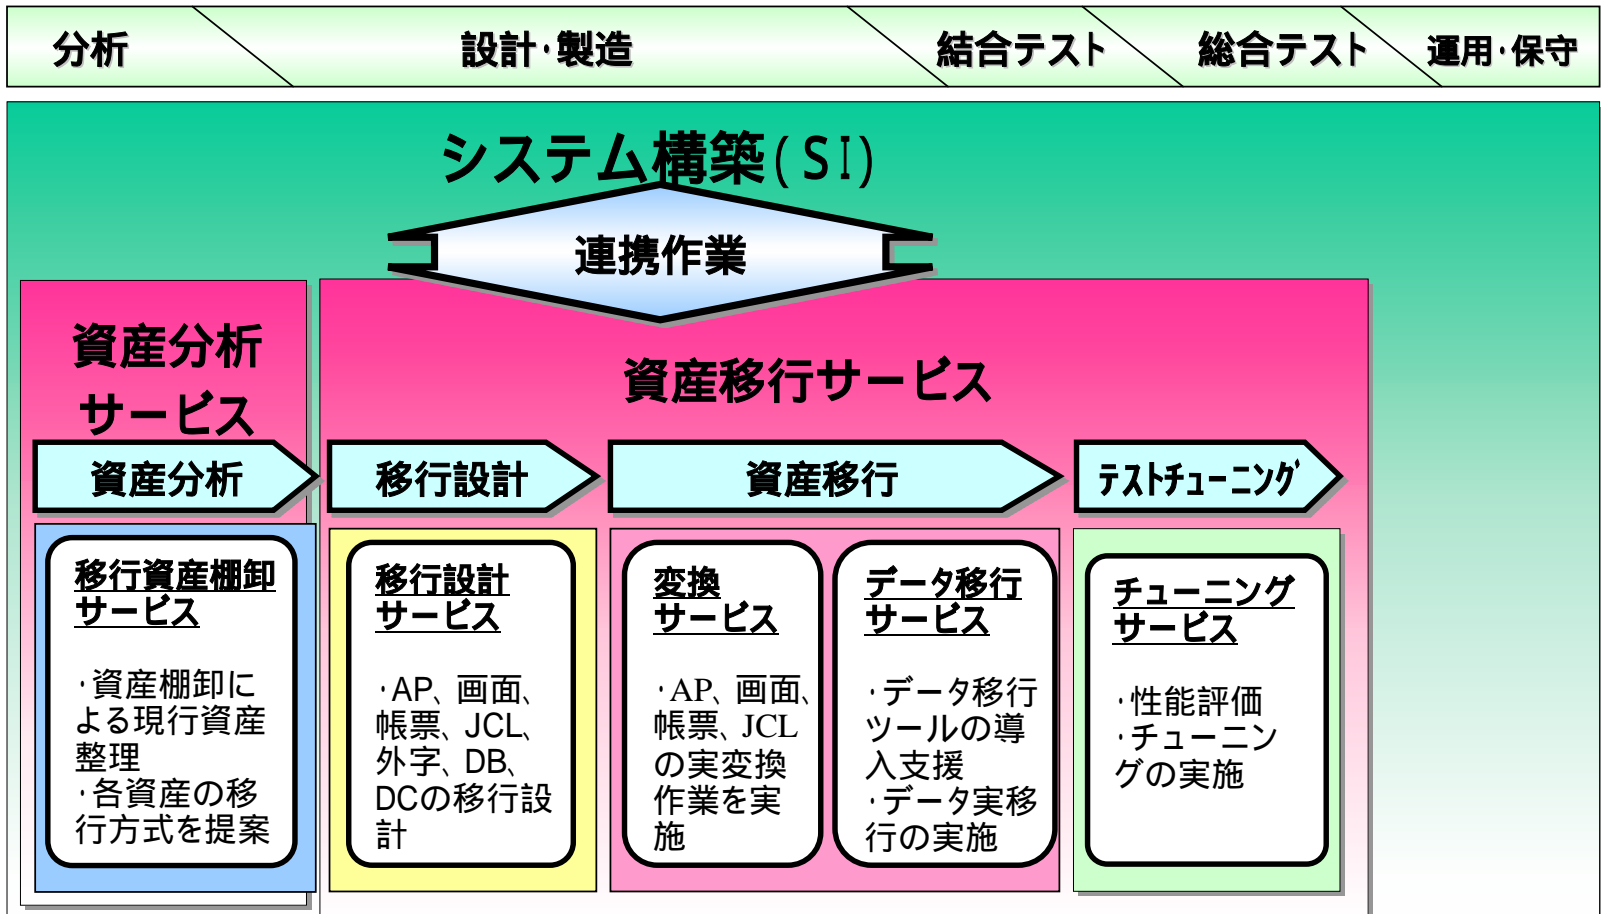 分析
設計・製造
結合テスト
総合テスト
運用・保守
システム構築(SI)
連携作業
資産分析
サービス
資産移行サービス
資産分析
移行設計
資産移行
テストチューニング
移行資産棚卸
サービス
・資産棚卸に
よる現行資産
整理
・各資産の移
行方式を提案
移行設計
サービス
・AP、画面、
帳票、JCL、
外字、DB、
DCの移行設
計
変換
サービス
・AP、画面、
帳票、JCL
の実変換
作業を実
施
データ移行
サービス
・データ移行
ツールの導
入支援
・データ実移
行の実施
チューニング
サービス
・性能評価
・チューニン
グの実施